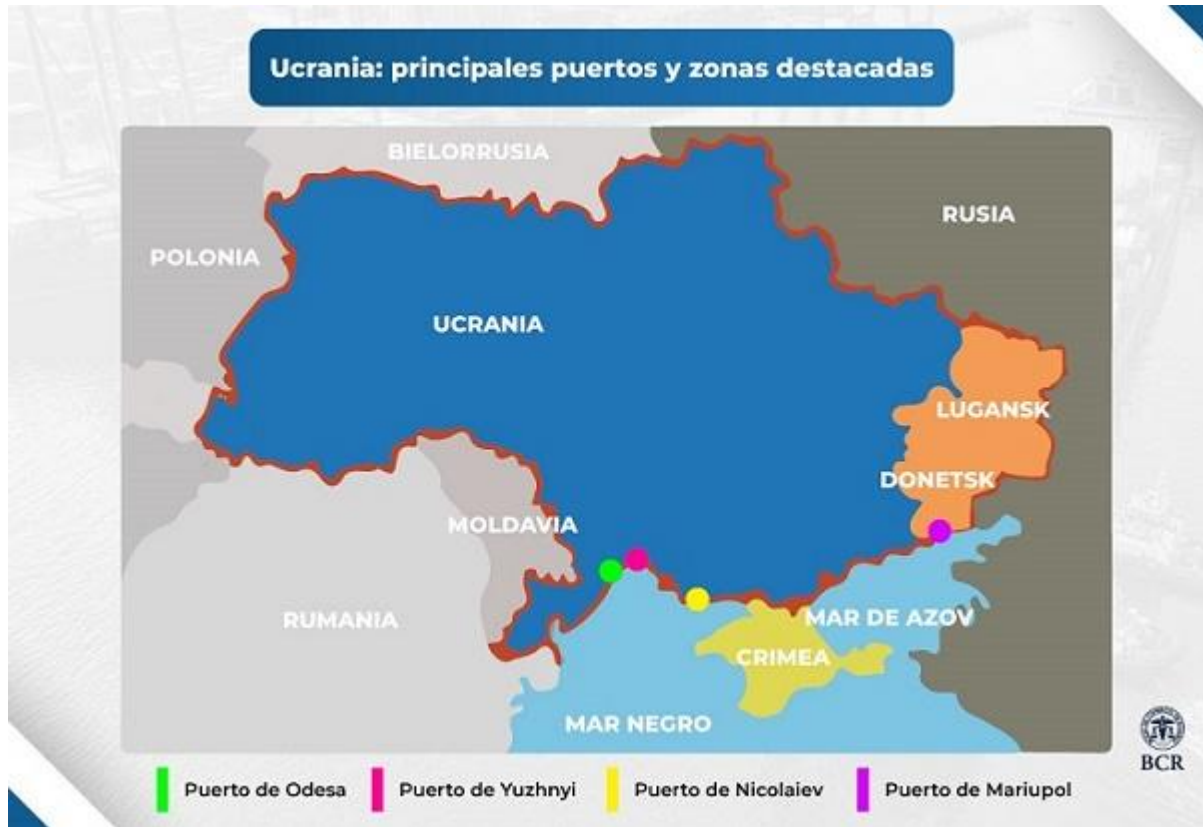 Ucrania: principales puertos y zonas destacadas
BIELORRUSIA
RUSIA
POLONIA
UCRANIA
LUGANSK
DONETSK
MOLDAVIA
RUMANIA
MAR DE AZOV
CRIMEA
MAR NEGRO
BCR
Puerto de Odesa
Puerto de Yuzhnyi
Puerto de Nicolaiev
Puerto de Mariupol